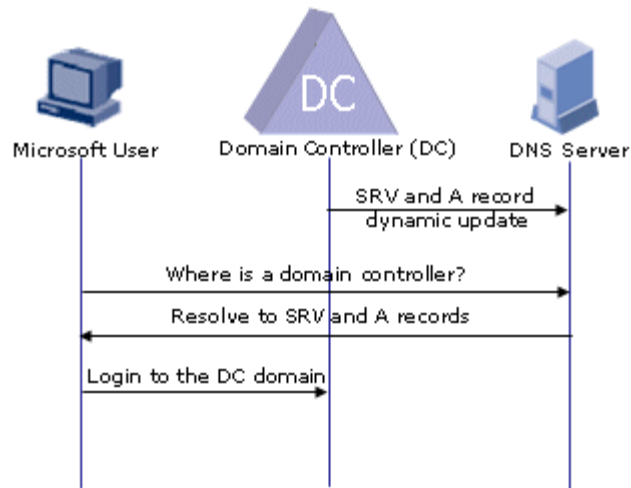 DC
Microsoft User
Domain Controller (DC)
DNS Server
SRV and A record
dynamic update
Where is a domain controller?
Resolve to SRV and A records
Login to the DC domain